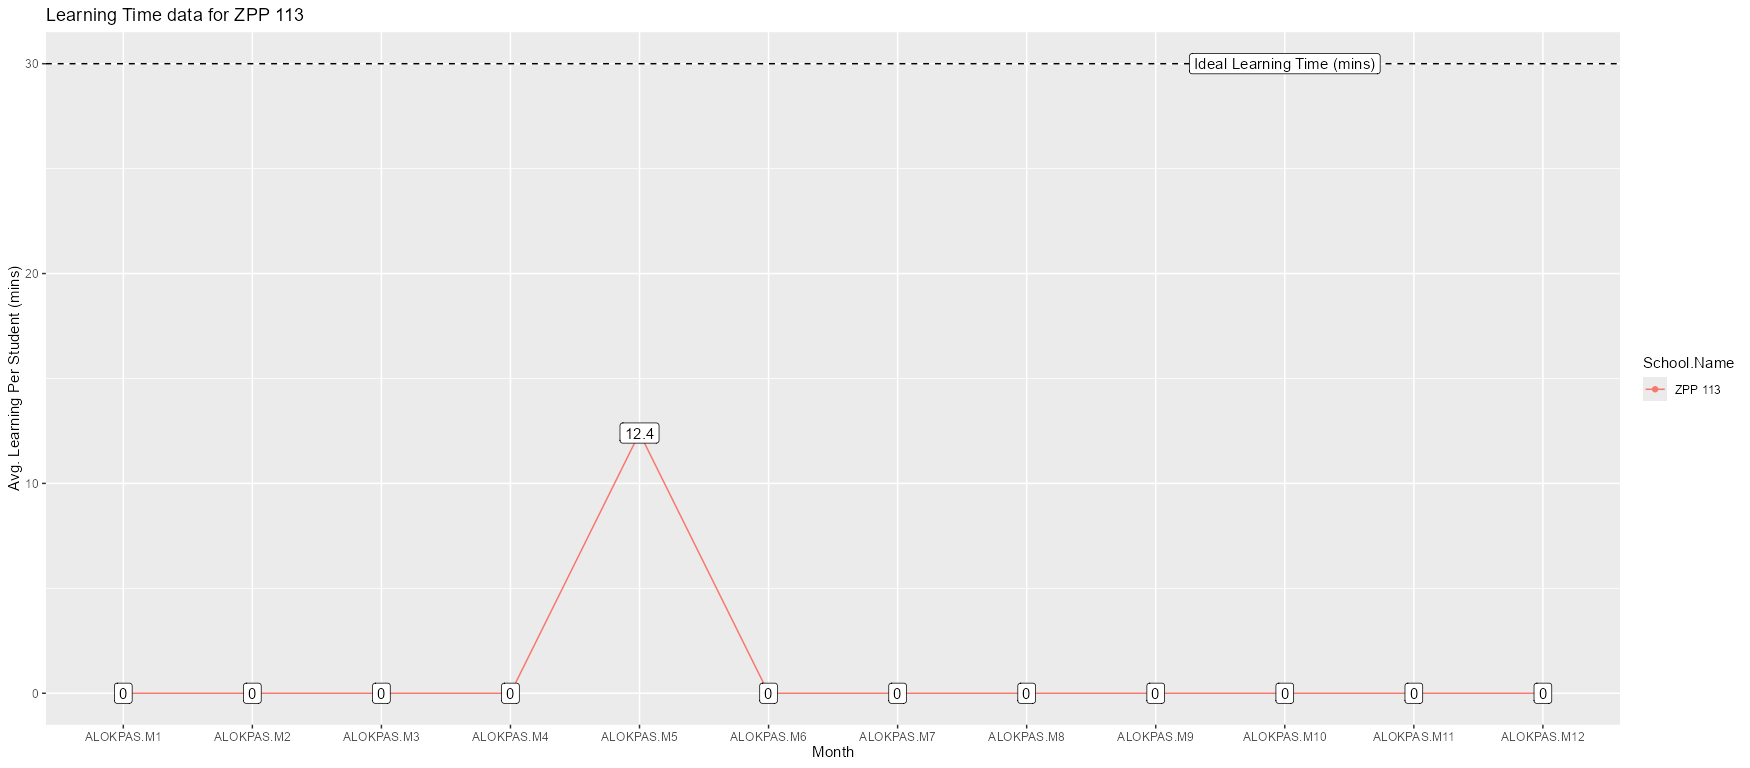 Learning Time data for ZPP 113
30
Ideal Learning Time (mins)
20
Avg. Learning Per Student (mins)
School.Name
ZPP 113
12.4
10
0
0 0 0 0 0 0 0 0 0 0 0
ALOKPAS.M1 ALOKPAS.M2 ALOKPAS.M3 ALOKPAS.M4 ALOKPAS.M5 ALOKPAS.M6 ALOKPAS.M7 ALOKPAS.M8 ALOKPAS.M9 ALOKPAS.M10 ALOKPAS.M11 ALOKPAS.M12
Month